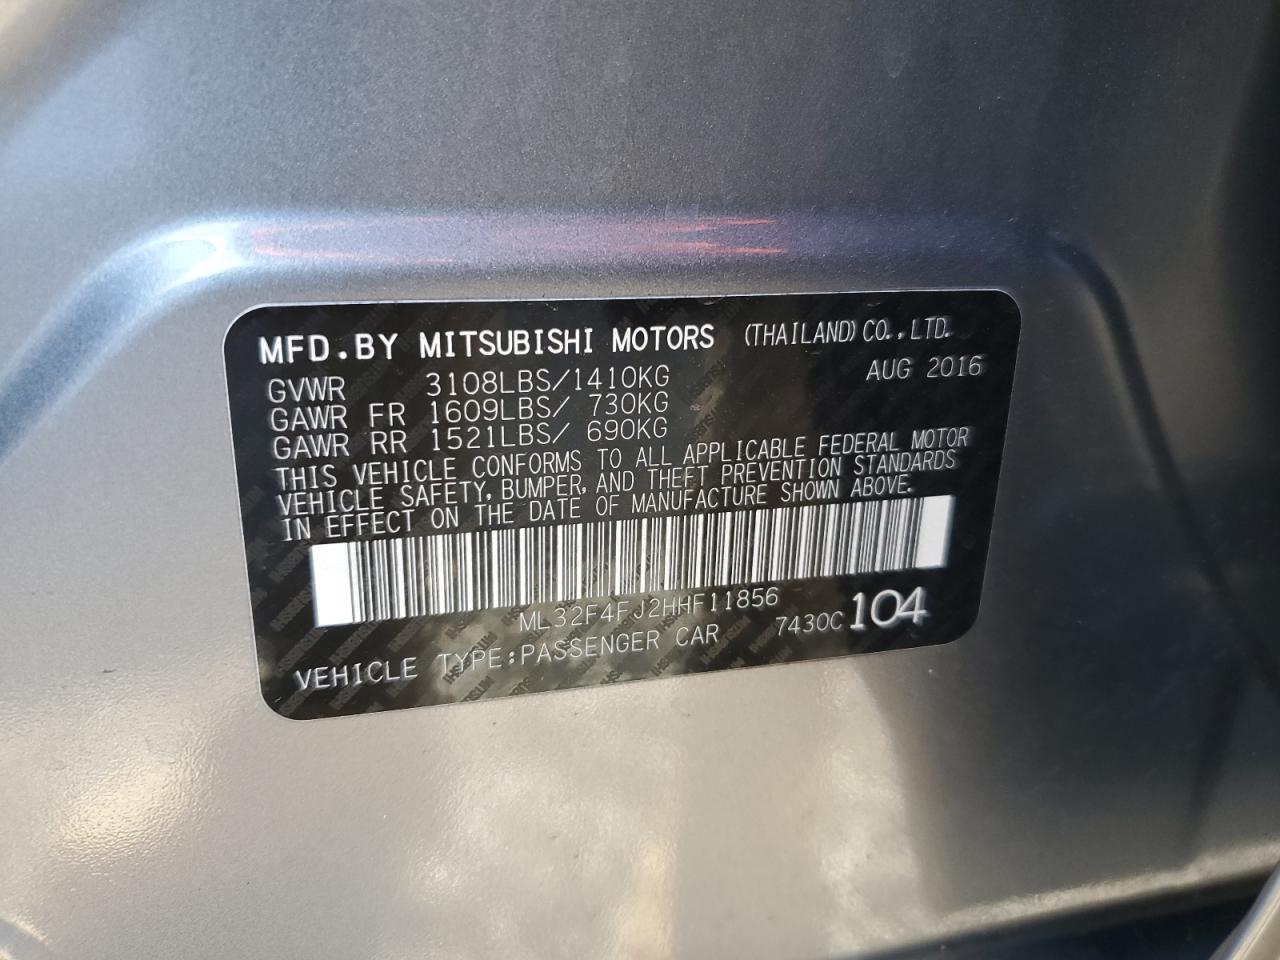 MFD.BY MITSUBISHI MOTORS (THAILAND) CO.,LTD.
GVWR 3108LBS/1410KG AUG 2016
GAWR FR 1609LBS/ 730KG
GAWR RR 1521LBS/ 690KG
THIS VEHICLE CONFORMS TO ALL APPLICABLE FEDERAL MOTOR
VEHICLE SAFETY, BUMPER, AND THEFT PREVENTION STANDARDS
IN EFFECT ON THE DATE OF MANUFACTURE SHOWN ABOVE.
ML32F4FJ2HHF11856
VEHICLE TYPE:PASSENGER CAR 7430C 104